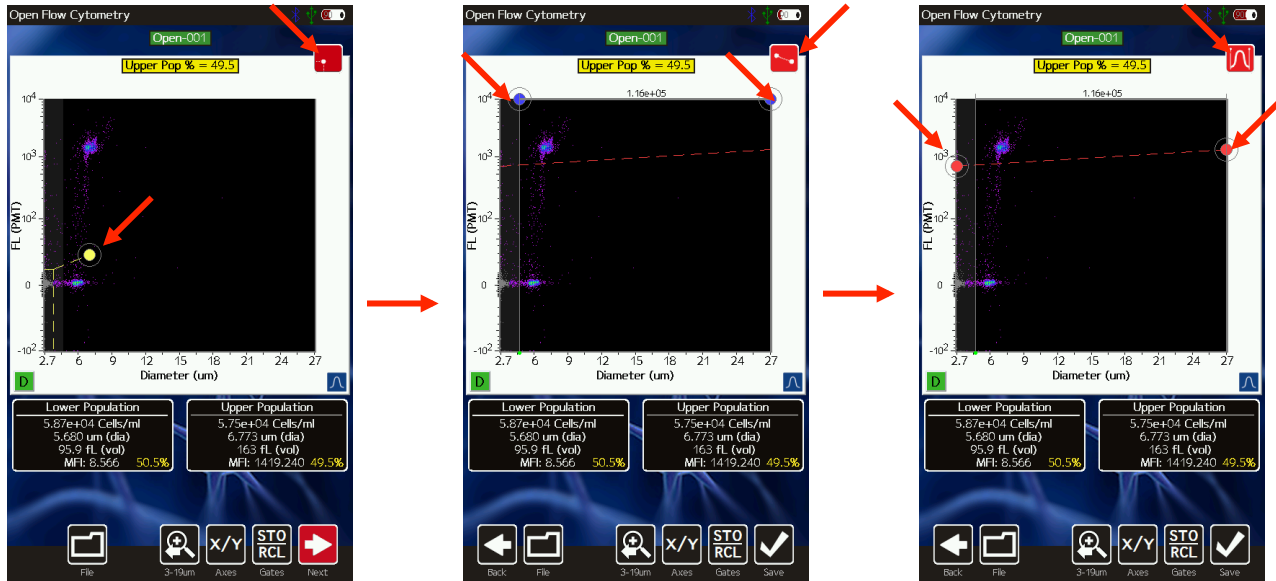 Open Flow Cytometry
Open-001
Upper Pop % = 49.5
10^4
10^3
10^2
0
-10^2
FL (PMT)
2.7 6 9 12 15 18 21 24 27
Diameter (um)
D
Lower Population
5.87e+04 Cells/ml
5.680 um (dia)
95.9 fL (vol)
MFI: 8.566 50.5%
Upper Population
5.75e+04 Cells/ml
6.773 um (dia)
163 fL (vol)
MFI: 1419.240 49.5%
X/Y
STO
RCL
File
3-19um
Axes
Gates
Next
Open Flow Cytometry
Open-001
Upper Pop % = 49.5
1.16e+05
10^4
10^3
10^2
0
-10^2
FL (PMT)
2.7 6 9 12 15 18 21 24 27
Diameter (um)
D
Lower Population
5.87e+04 Cells/ml
5.680 um (dia)
95.9 fL (vol)
MFI: 8.566 50.5%
Upper Population
5.75e+04 Cells/ml
6.773 um (dia)
163 fL (vol)
MFI: 1419.240 49.5%
X/Y
STO
RCL
Back
File
3-19um
Axes
Gates
Save
Open Flow Cytometry
Open-001
Upper Pop % = 49.5
1.16e+05
10^4
10^3
10^2
0
-10^2
FL (PMT)
2.7 6 9 12 15 18 21 24 27
Diameter (um)
D
Lower Population
5.87e+04 Cells/ml
5.680 um (dia)
95.9 fL (vol)
MFI: 8.566 50.5%
Upper Population
5.75e+04 Cells/ml
6.773 um (dia)
163 fL (vol)
MFI: 1419.240 49.5%
X/Y
STO
RCL
Back
File
3-19um
Axes
Gates
Save